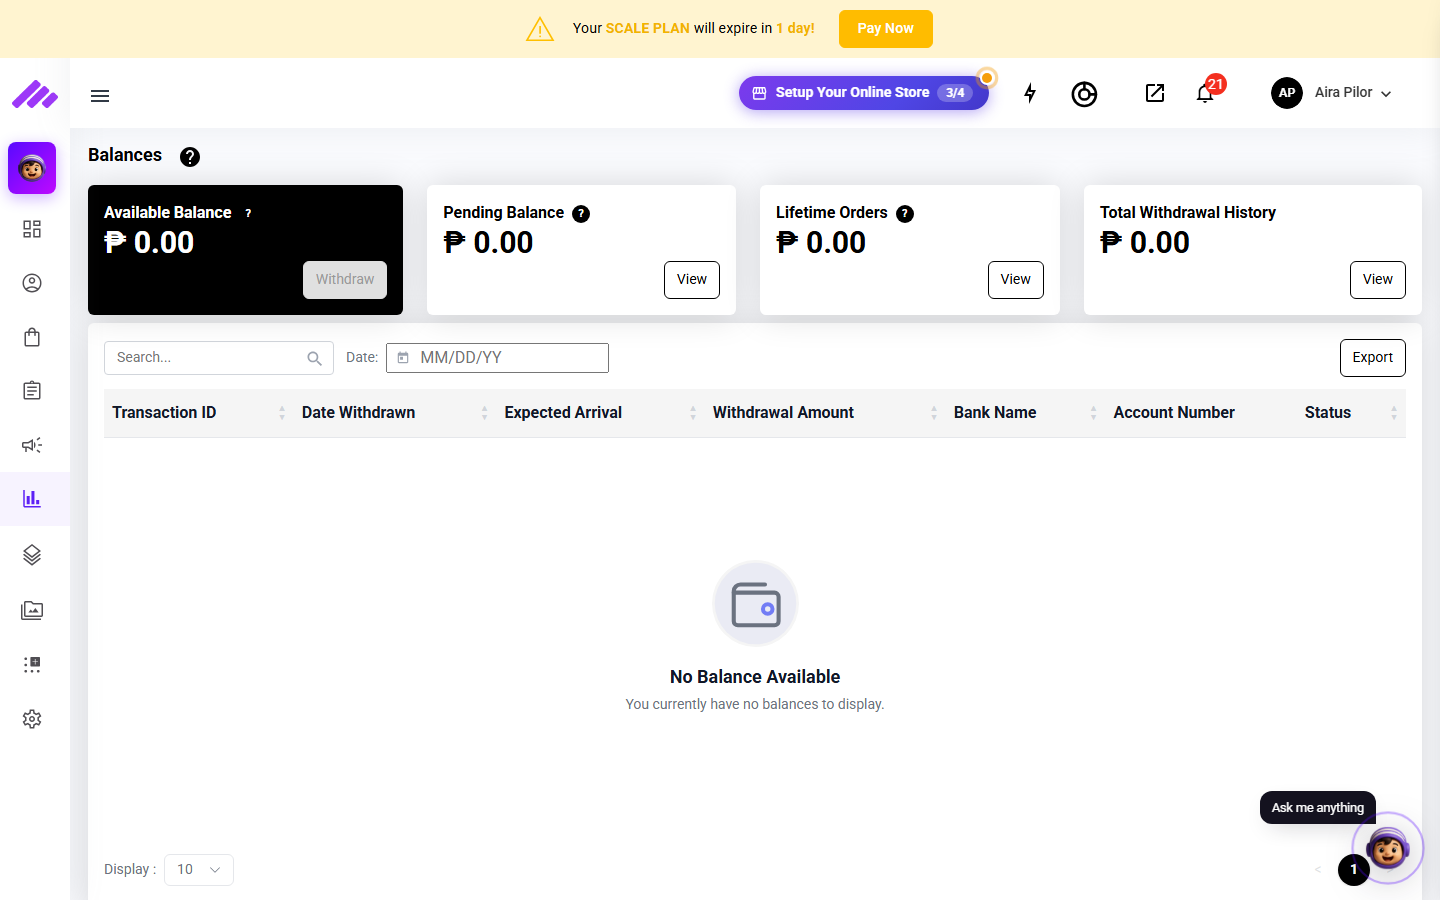 Your SCALE PLAN will expire in 1 day!
Pay Now
Setup Your Online Store 3/4
21
AP
Aira Pilor
Balances ?
Available Balance ?
₱ 0.00
Withdraw
Pending Balance ?
₱ 0.00
View
Lifetime Orders ?
₱ 0.00
View
Total Withdrawal History
₱ 0.00
View
Search...
Date:
MM/DD/YY
Export
Transaction ID
Date Withdrawn
Expected Arrival
Withdrawal Amount
Bank Name
Account Number
Status
No Balance Available
You currently have no balances to display.
Ask me anything
Display :
10
<
1